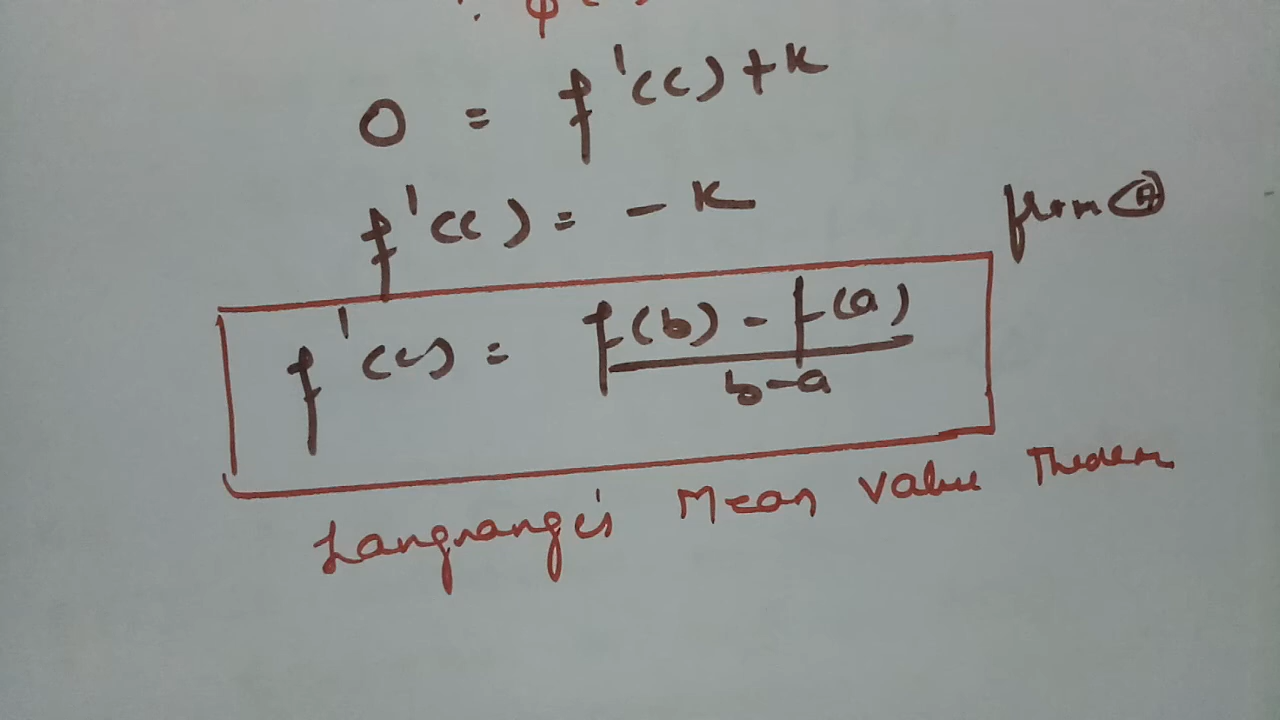 ∴ φ(
0 = f'(c) + k
f'(c) = - k from Ⓐ
f'(c) = f(b) - f(a) / b-a
Langrange's Mean Value Theorem